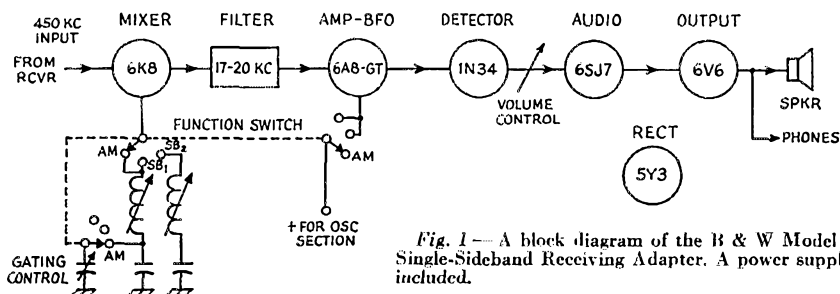 MIXER FILTER AMP-BFO DETECTOR AUDIO OUTPUT
450 KC
INPUT
FROM
RCVR
6K8 17-20 KC 6A8-GT 1N34 6SJ7 6V6
VOLUME
CONTROL
SPKR
PHONES
FUNCTION SWITCH
AM SB1 SB2
AM
RECT
5Y3
+ FOR OSC
SECTION
GATING
CONTROL
AM
Fig. 1 — A block diagram of the B & W Model
Single-Sideband Receiving Adapter. A power suppl
included.